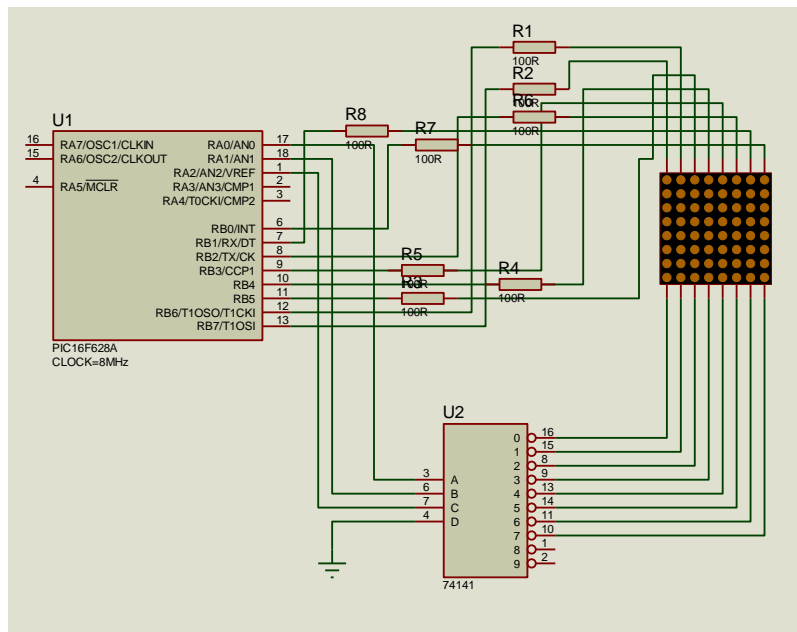 R1
100R
R2
100R
R6
100R
R8
100R
R7
100R
U1
16 RA7/OSC1/CLKIN
15 RA6/OSC2/CLKOUT
4 RA5/MCLR
RA0/AN0 17
RA1/AN1 18
RA2/AN2/VREF 1
RA3/AN3/CMP1 2
RA4/T0CKI/CMP2 3
RB0/INT 6
RB1/RX/DT 7
RB2/TX/CK 8
RB3/CCP1 9
RB4 10
RB5 11
RB6/T1OSO/T1CKI 12
RB7/T1OSI 13
PIC16F628A
CLOCK=8MHz
R5
100R
R4
100R
R3
100R
U2
3 A
6 B
7 C
4 D
0 16
1 15
2 8
3 9
4 13
5 14
6 11
7 10
8 1
9 2
74141